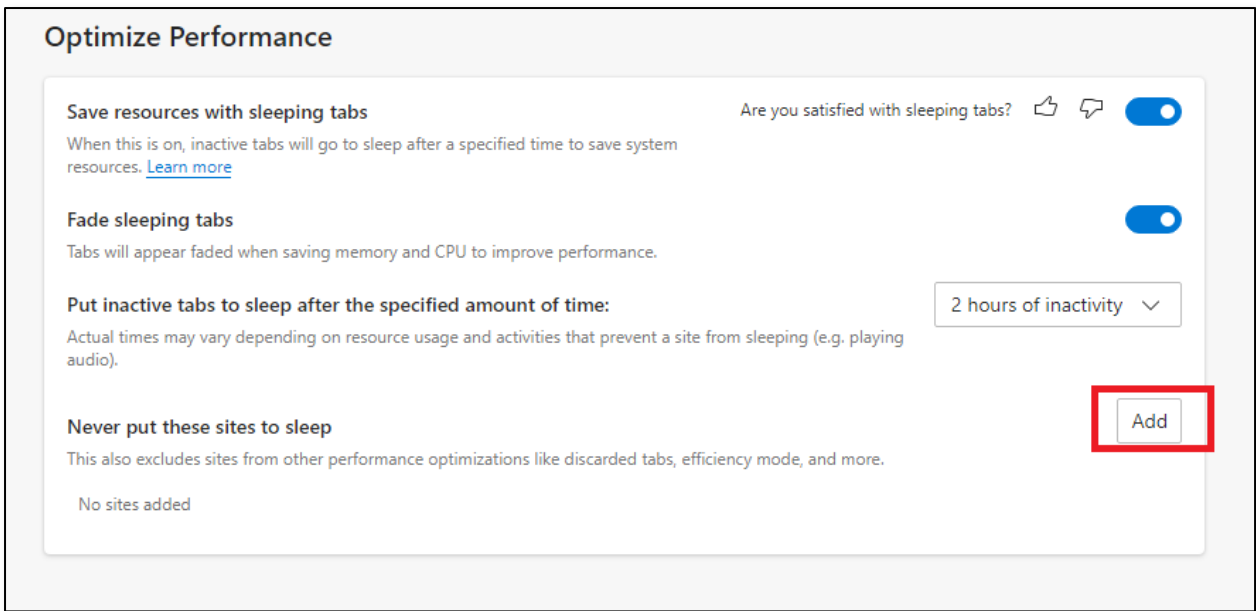 Optimize Performance
Save resources with sleeping tabs
Are you satisfied with sleeping tabs?
When this is on, inactive tabs will go to sleep after a specified time to save system
resources. Learn more
Fade sleeping tabs
Tabs will appear faded when saving memory and CPU to improve performance.
Put inactive tabs to sleep after the specified amount of time:
2 hours of inactivity
Actual times may vary depending on resource usage and activities that prevent a site from sleeping (e.g. playing
audio).
Never put these sites to sleep
Add
This also excludes sites from other performance optimizations like discarded tabs, efficiency mode, and more.
No sites added